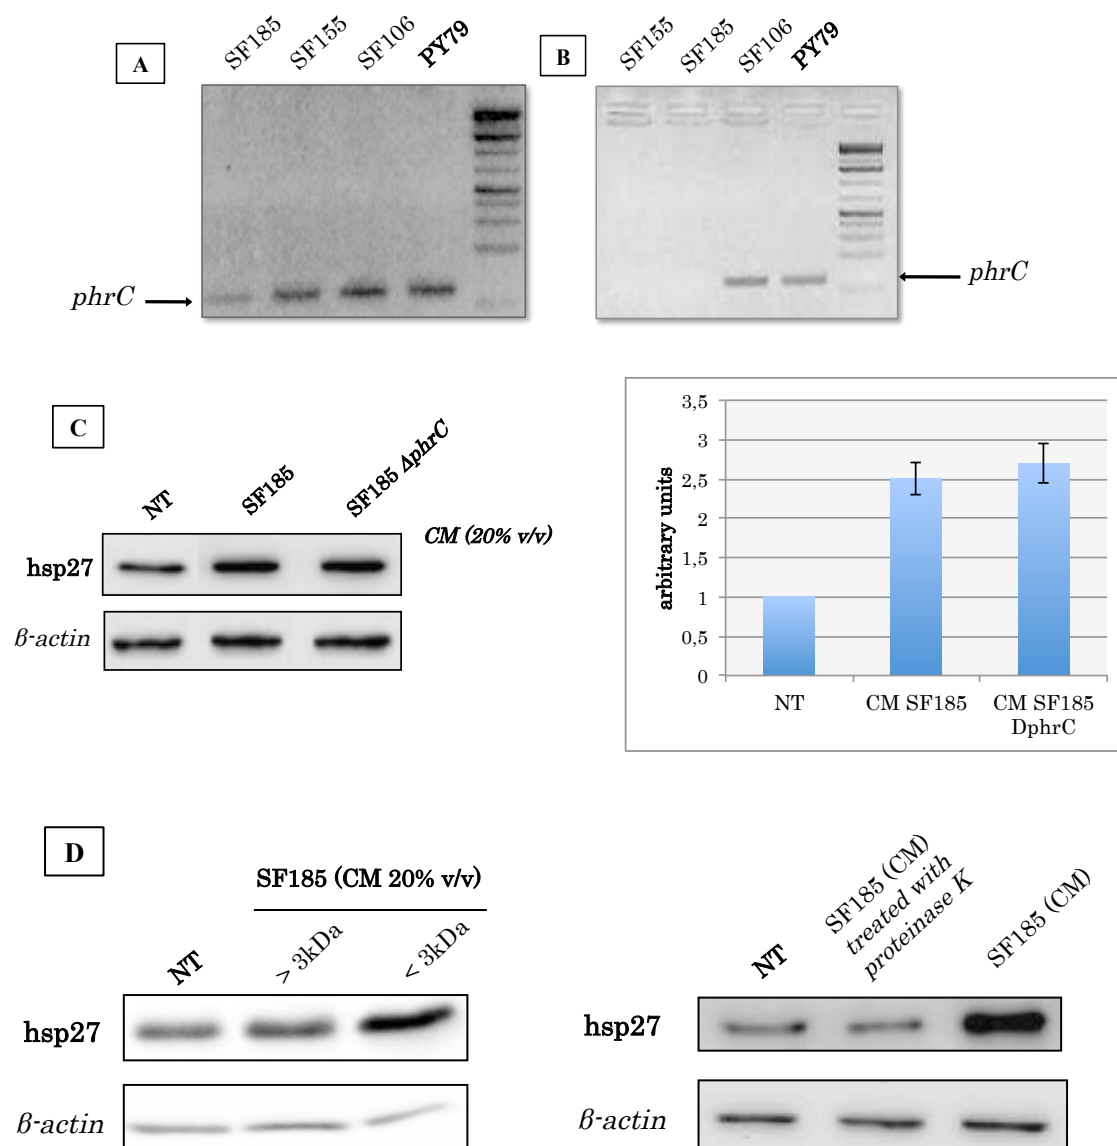 A
SF185
SF155
SF106
PY79
phrC
B
SF155
SF185
SF106
PY79
phrC
C
NT
SF185
SF185 ΔphrC
CM (20% v/v)
hsp27
β-actin
3,5
3
2,5
2
1,5
1
0,5
0
arbitrary units
NT
CM SF185
CM SF185
DphrC
D
SF185 (CM 20% v/v)
NT
> 3kDa
< 3kDa
hsp27
β-actin
NT
SF185 (CM)
treated with
proteinase K
SF185 (CM)
hsp27
β-actin